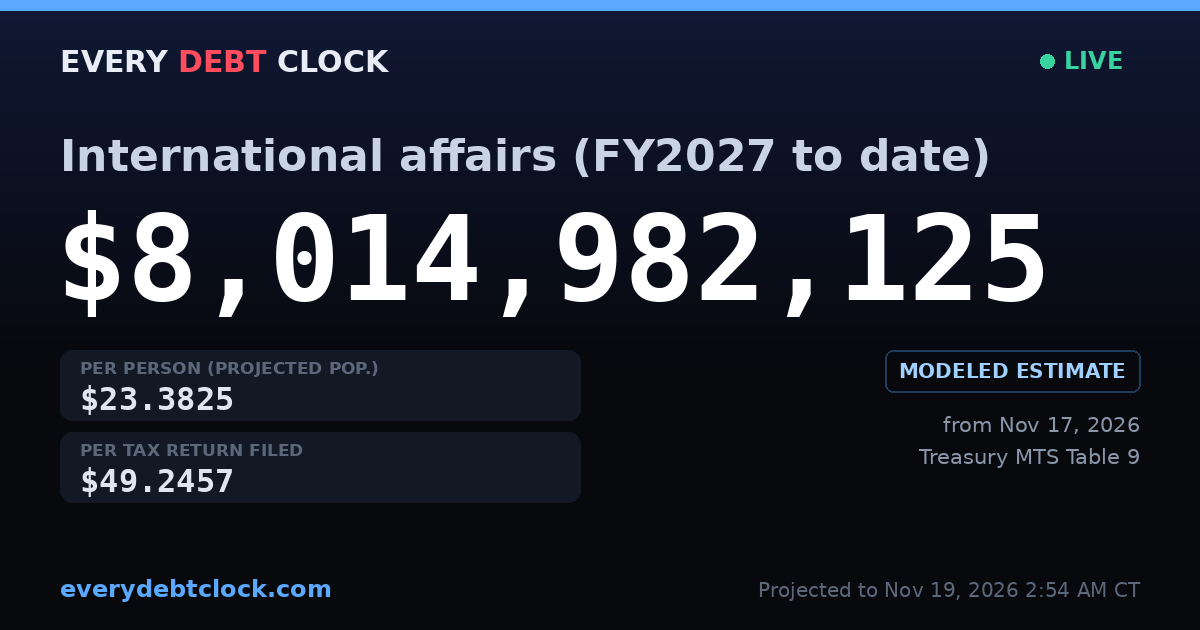 EVERY DEBT CLOCK
LIVE
International affairs (FY2027 to date)
$8,014,982,125
PER PERSON (PROJECTED POP.)
$23.3825
PER TAX RETURN FILED
$49.2457
MODELED ESTIMATE
from Nov 17, 2026
Treasury MTS Table 9
everydebtclock.com
Projected to Nov 19, 2026 2:54 AM CT